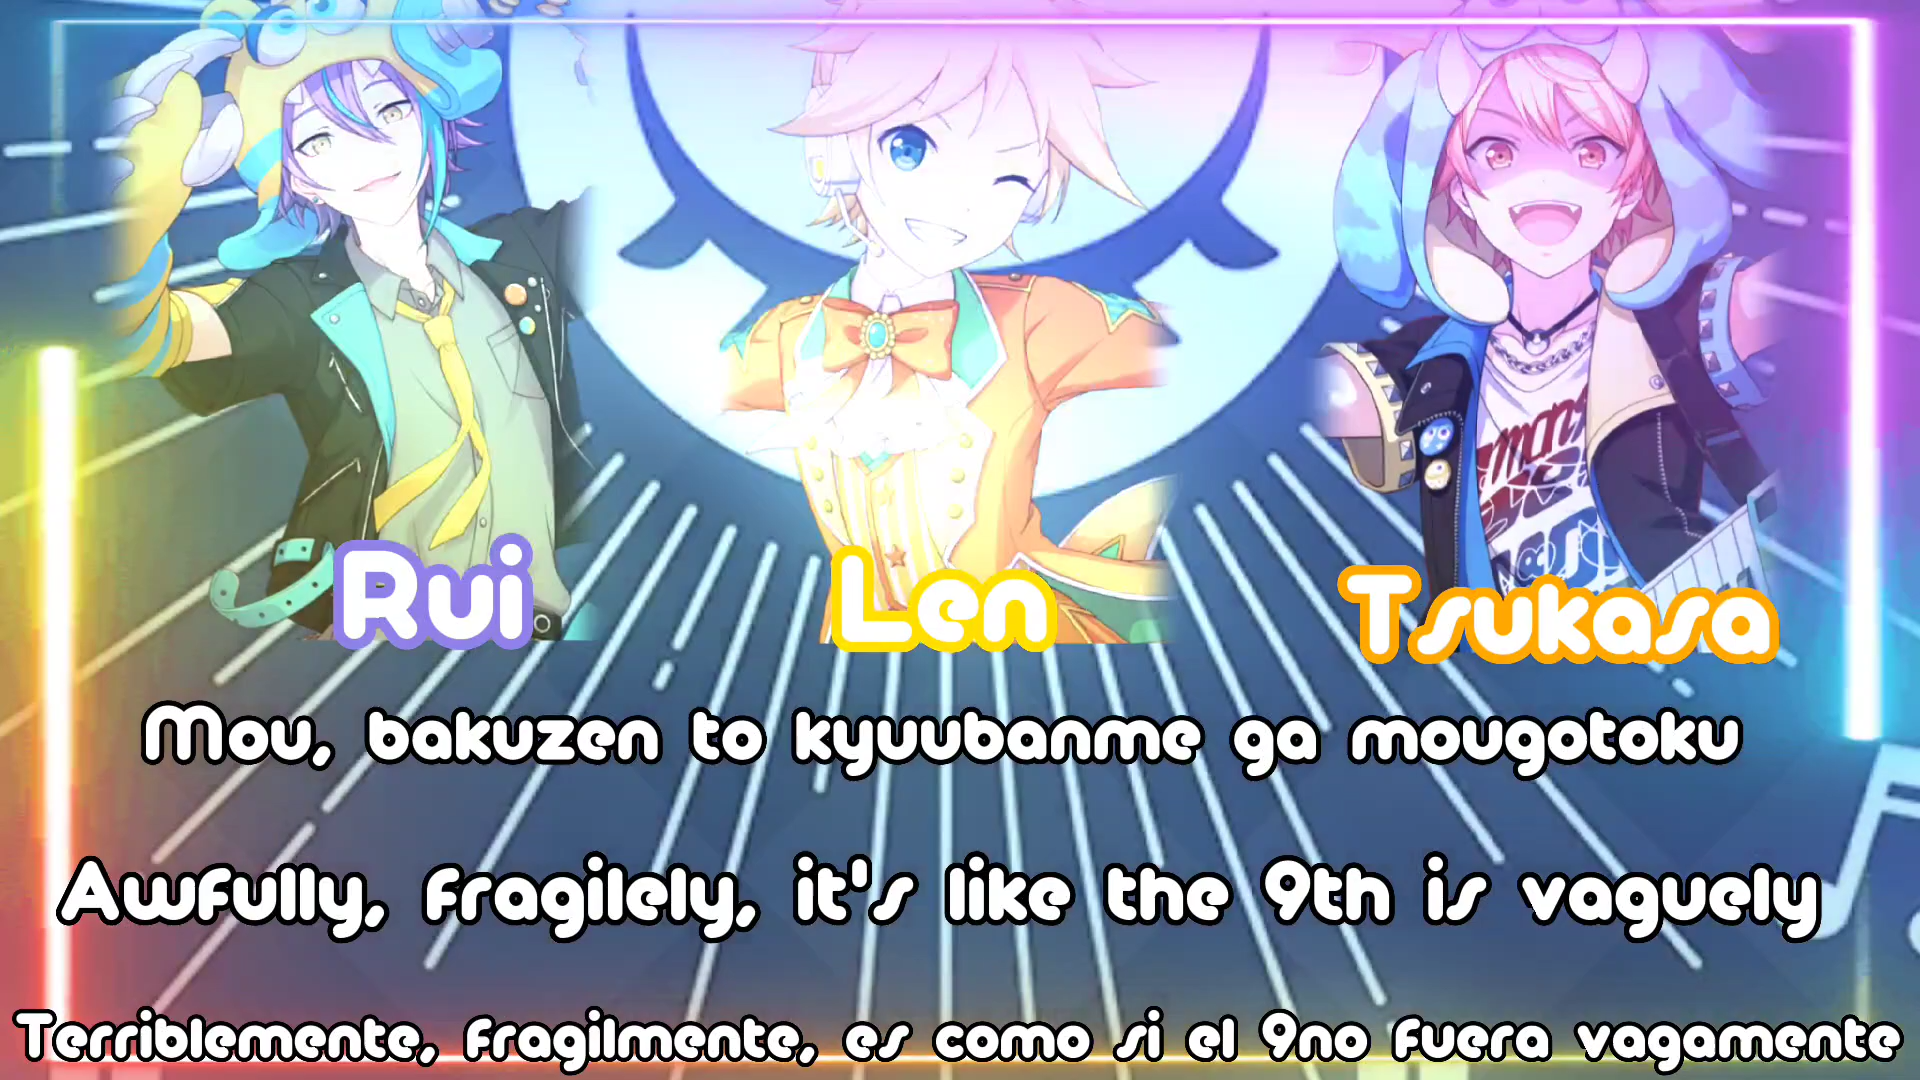 Rui
Len
Tsukasa
Mou, bakuzen to kyuubanme ga mougotoku
Awfully, fragilely, it's like the 9th is vaguely
Terriblemente, fragilmente, es como si el 9no fuera vagamente